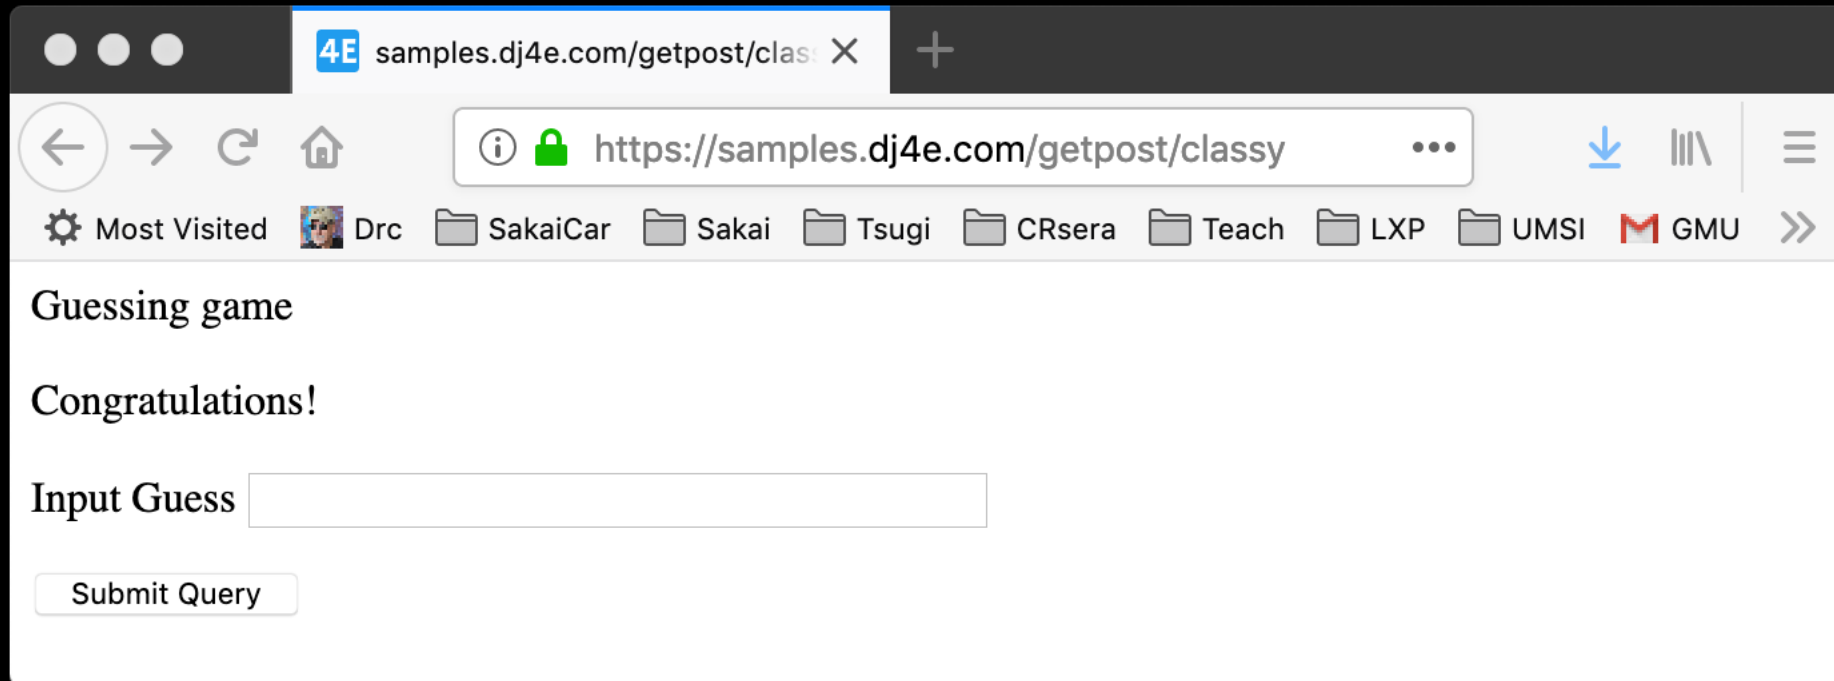 4E samples.dj4e.com/getpost/clas
https://samples.dj4e.com/getpost/classy
Most Visited Drc SakaiCar Sakai Tsugi CRsera Teach LXP UMSI GMU
Guessing game
Congratulations!
Input Guess
Submit Query